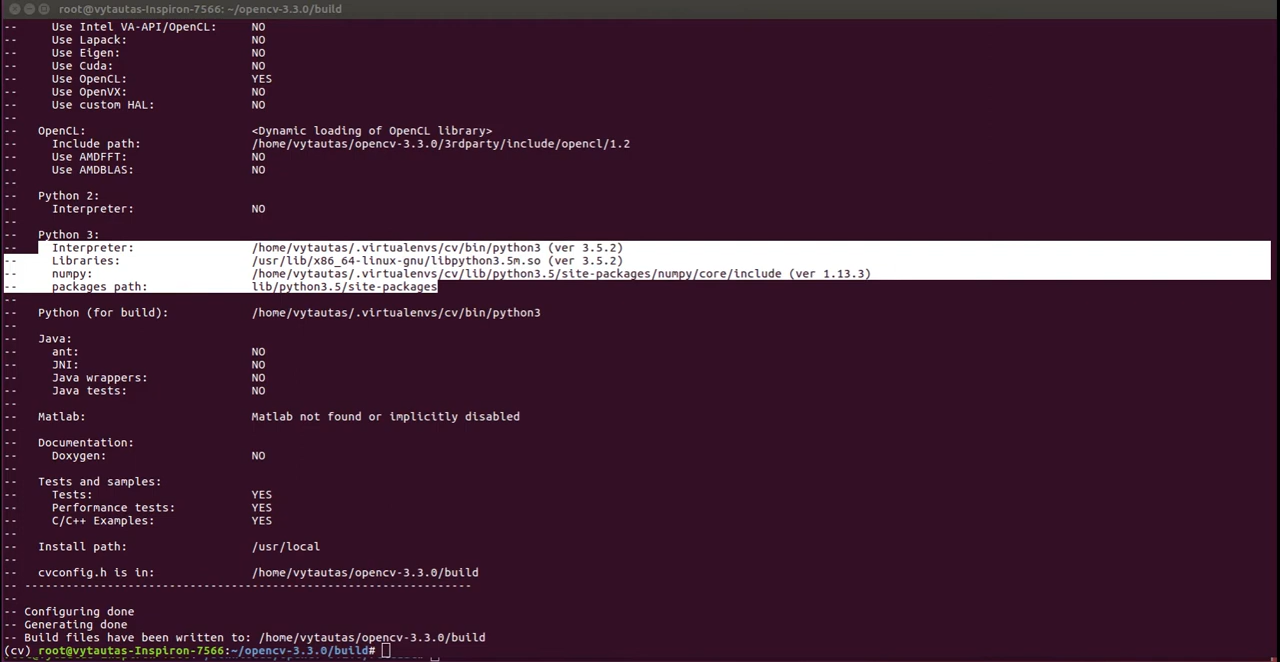 root@vytautas-Inspiron-7566: ~/opencv-3.3.0/build
--     Use Intel VA-API/OpenCL:     NO
--     Use Lapack:                  NO
--     Use Eigen:                   NO
--     Use Cuda:                    NO
--     Use OpenCL:                  YES
--     Use OpenVX:                  NO
--     Use custom HAL:              NO
--
--   OpenCL:                        <Dynamic loading of OpenCL library>
--     Include path:                /home/vytautas/opencv-3.3.0/3rdparty/include/opencl/1.2
--     Use AMDFFT:                  NO
--     Use AMDBLAS:                 NO
--
--   Python 2:
--     Interpreter:                 NO
--
--   Python 3:
--     Interpreter:                 /home/vytautas/.virtualenvs/cv/bin/python3 (ver 3.5.2)
--     Libraries:                   /usr/lib/x86_64-linux-gnu/libpython3.5m.so (ver 3.5.2)
--     numpy:                       /home/vytautas/.virtualenvs/cv/lib/python3.5/site-packages/numpy/core/include (ver 1.13.3)
--     packages path:               lib/python3.5/site-packages
--
--   Python (for build):            /home/vytautas/.virtualenvs/cv/bin/python3
--
--   Java:
--     ant:                         NO
--     JNI:                         NO
--     Java wrappers:               NO
--     Java tests:                  NO
--
--   Matlab:                        Matlab not found or implicitly disabled
--
--   Documentation:
--     Doxygen:                     NO
--
--   Tests and samples:
--     Tests:                       YES
--     Performance tests:           YES
--     C/C++ Examples:              YES
--
--   Install path:                  /usr/local
--
--   cvconfig.h is in:              /home/vytautas/opencv-3.3.0/build
-- -----------------------------------------------------------------
--
-- Configuring done
-- Generating done
-- Build files have been written to: /home/vytautas/opencv-3.3.0/build
(cv) root@vytautas-Inspiron-7566:~/opencv-3.3.0/build#